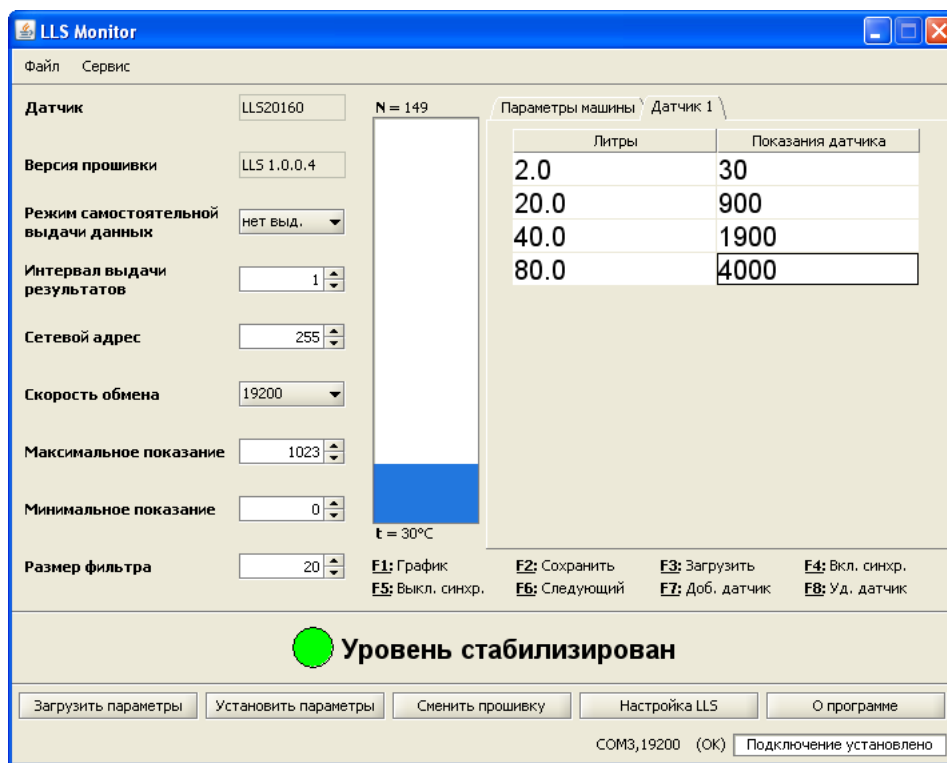 LLS Monitor
Файл Сервис
Датчик LLS20160
Версия прошивки LLS 1.0.0.4
Режим самостоятельной выдачи данных нет выд.
Интервал выдачи результатов 1
Сетевой адрес 255
Скорость обмена 19200
Максимальное показание 1023
Минимальное показание 0
Размер фильтра 20
N = 149
t = 30°C
Параметры машины Датчик 1
Литры Показания датчика
2.0 30
20.0 900
40.0 1900
80.0 4000
F1: График F2: Сохранить F3: Загрузить F4: Вкл. синхр.
F5: Выкл. синхр. F6: Следующий F7: Доб. датчик F8: Уд. датчик
Уровень стабилизирован
Загрузить параметры Установить параметры Сменить прошивку Настройка LLS О программе
COM3,19200 (OK) Подключение установлено